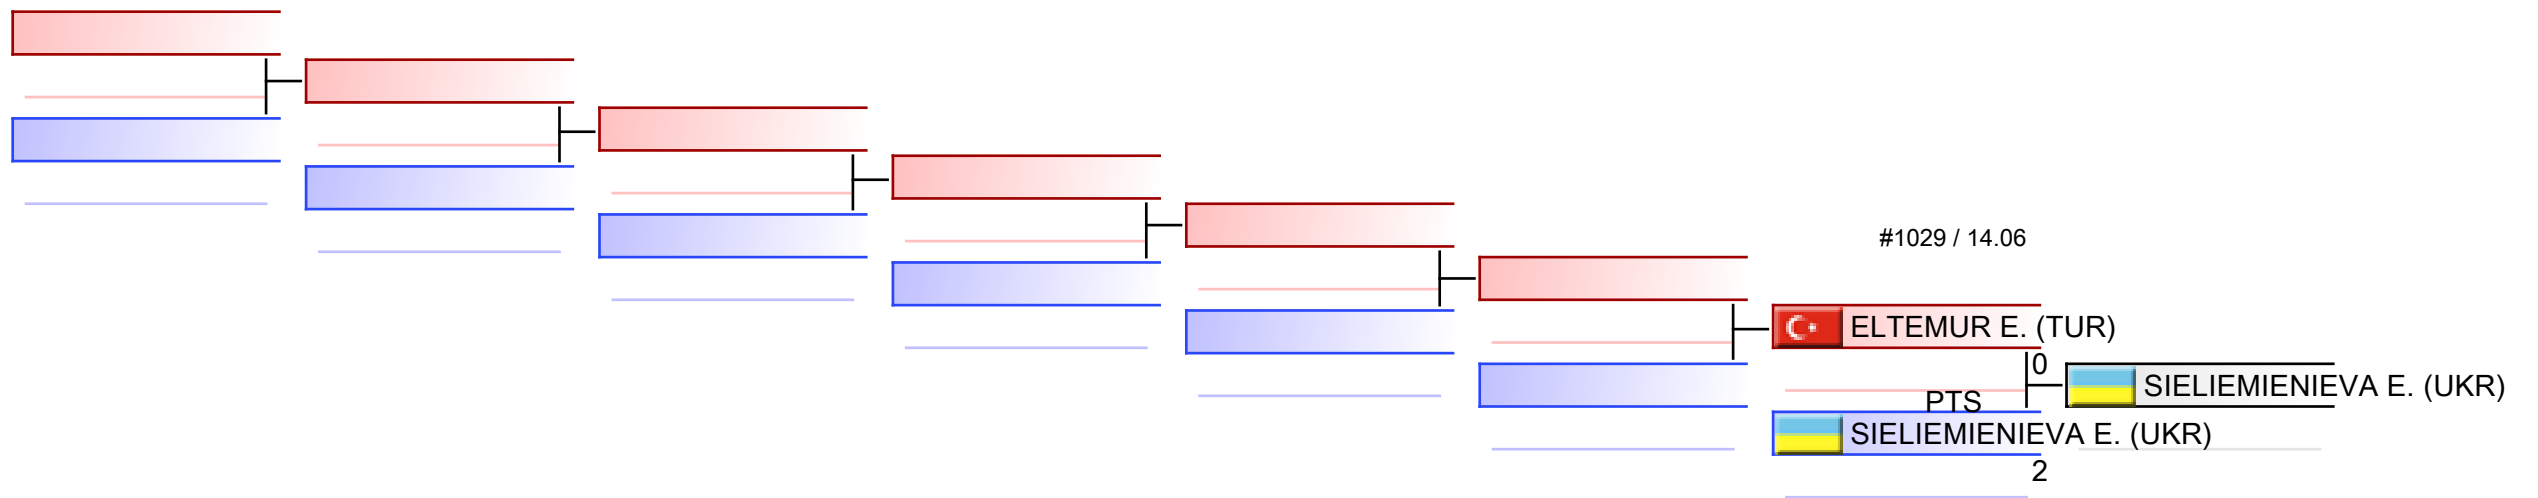 #1029 / 14.06
ELTEMUR E. (TUR)
0
SIELIEMIENIEVA E. (UKR)
PTS
SIELIEMIENIEVA E. (UKR)
2